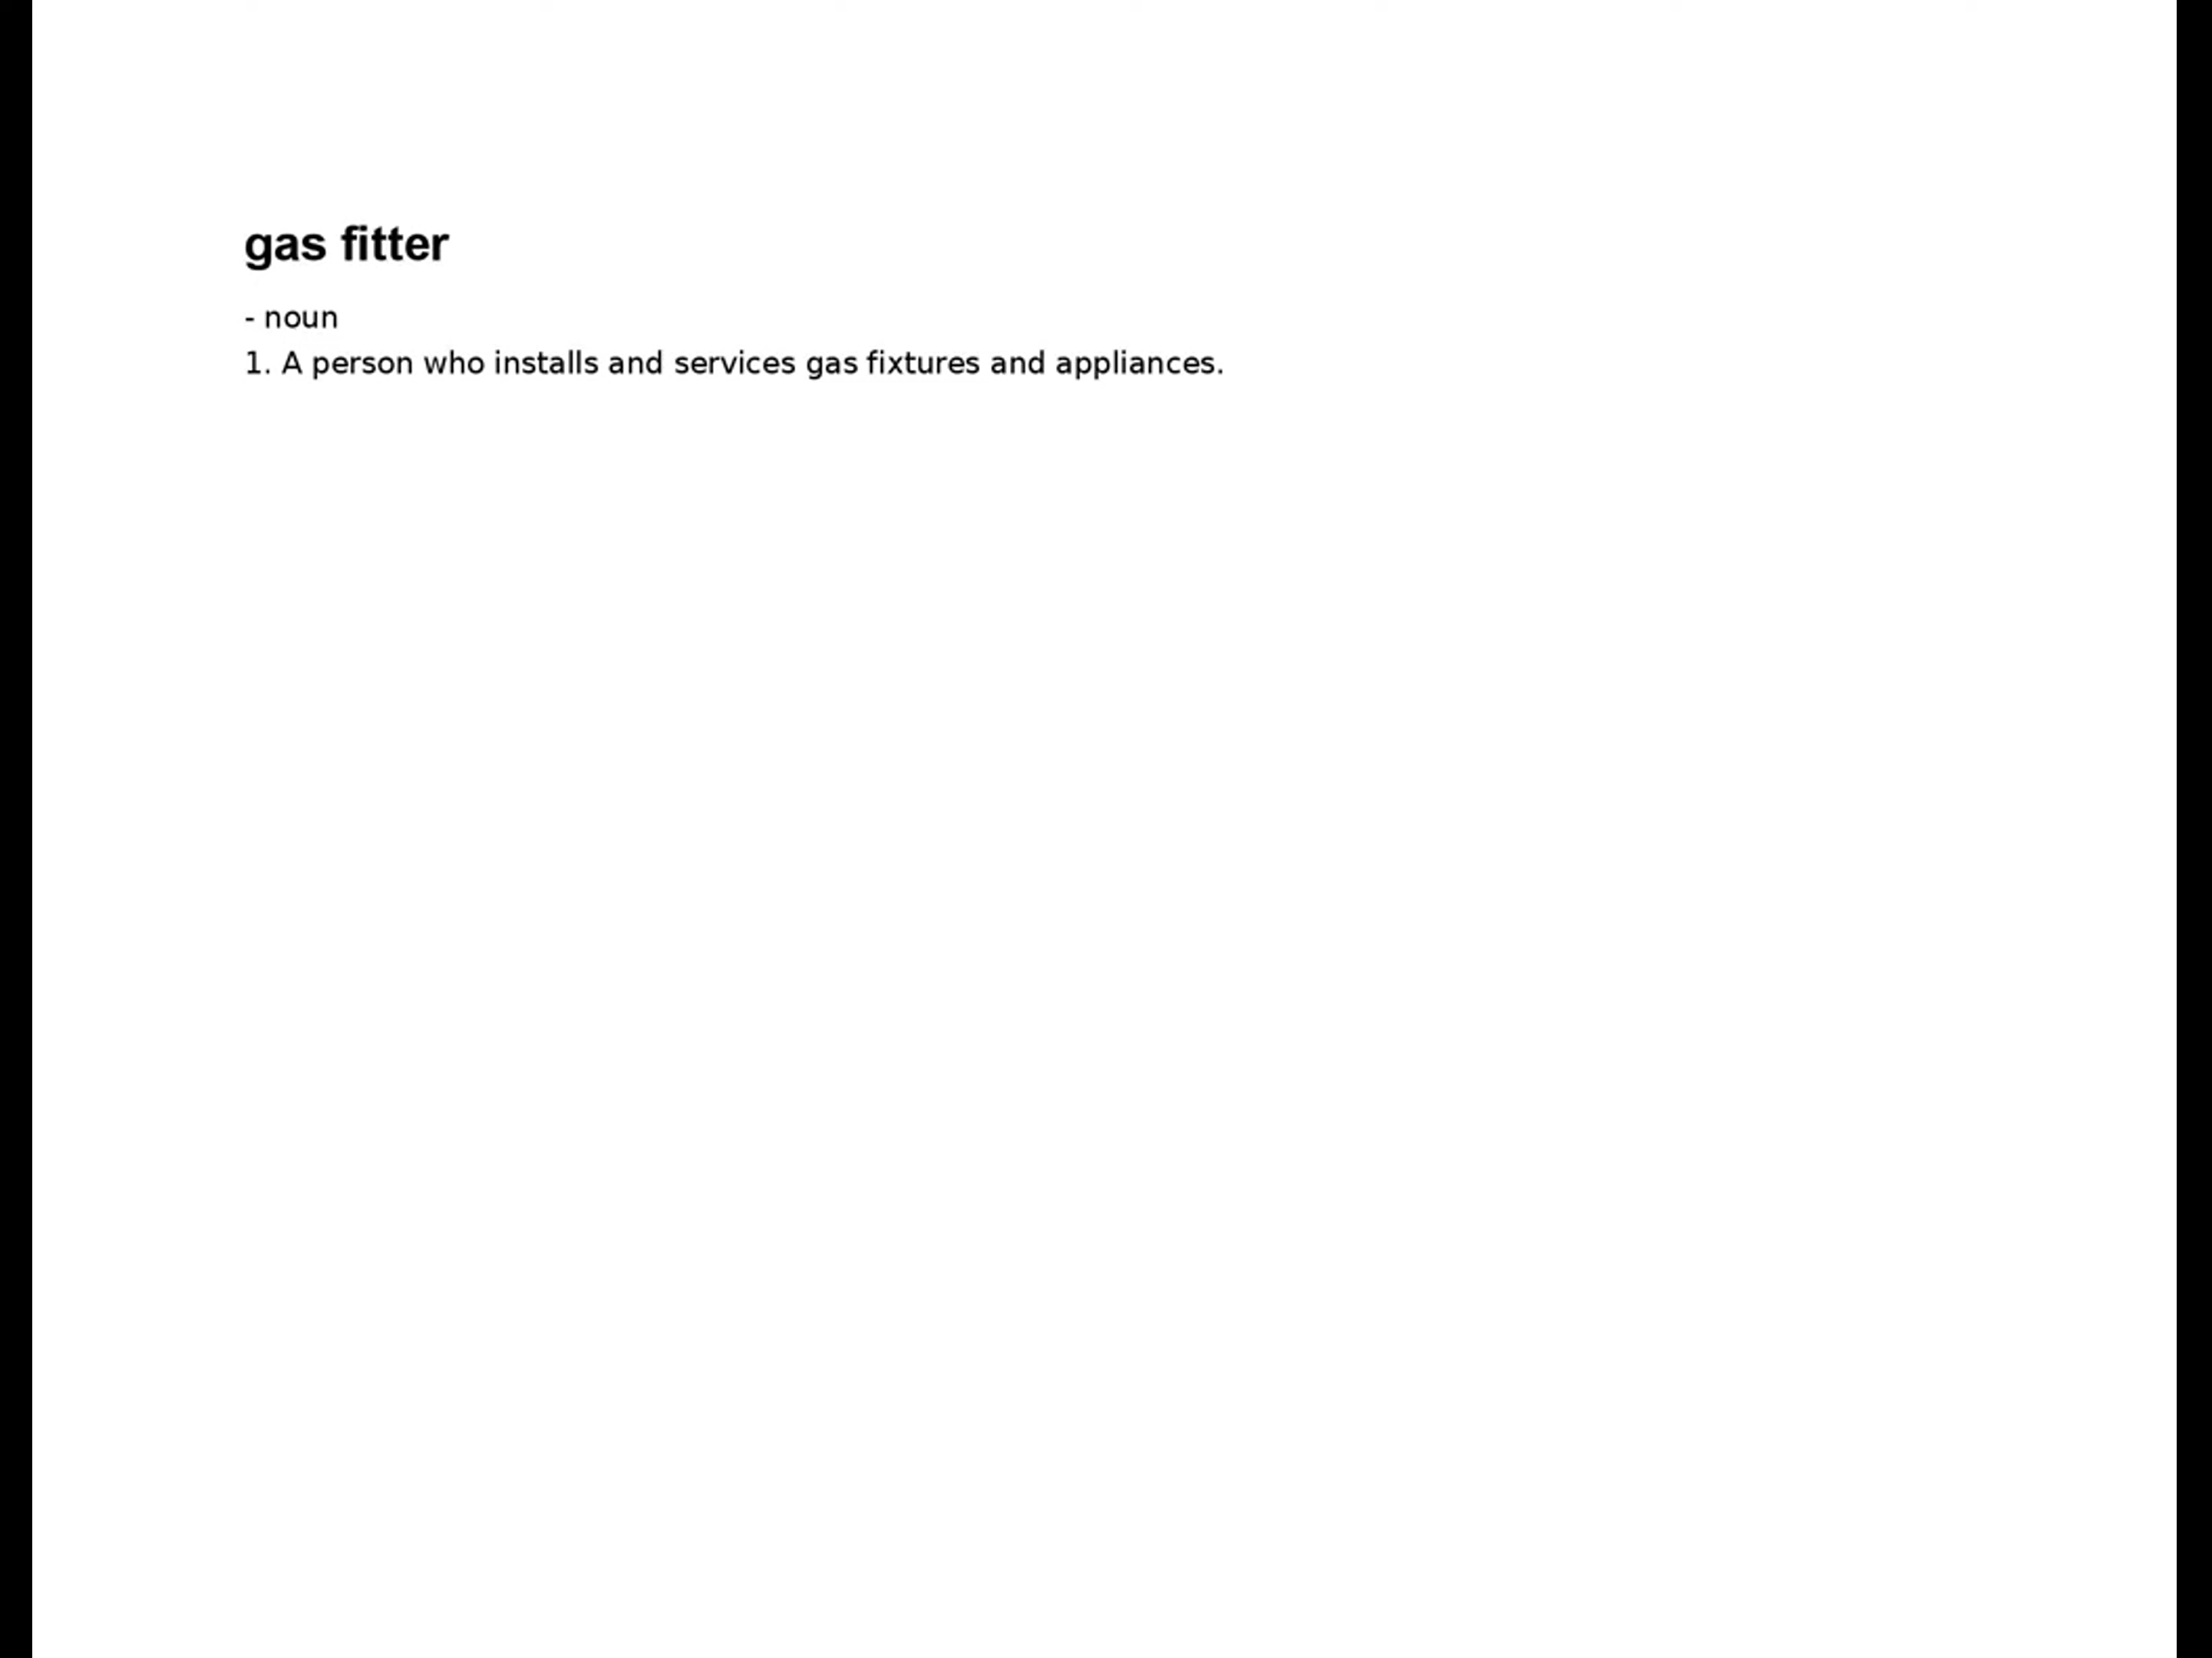 gas fitter
- noun
1. A person who installs and services gas fixtures and appliances.